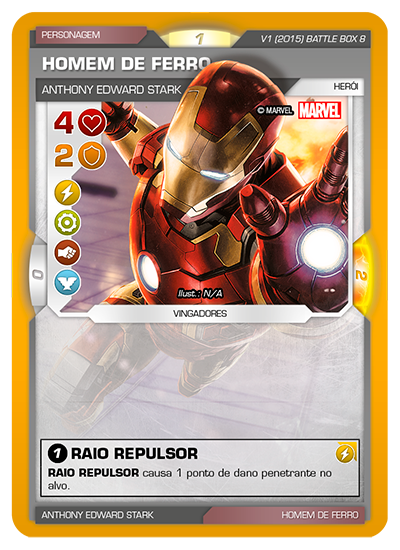 PERSONAGEM
1
V1 (2015) BATTLE BOX 8
HOMEM DE FERRO
ANTHONY EDWARD STARK
HERÓI
4
© MARVEL
MARVEL
2
0
2
Ilust.: N/A
VINGADORES
1 RAIO REPULSOR
RAIO REPULSOR causa 1 ponto de dano penetrante no
alvo.
ANTHONY EDWARD STARK
HOMEM DE FERRO